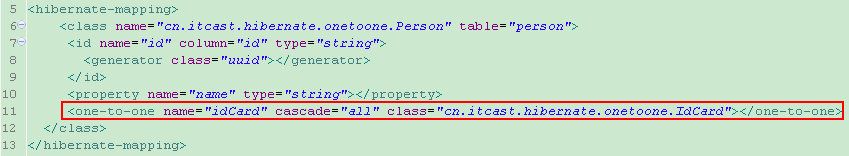 5 <hibernate-mapping>
6 <class name="cn.itcast.hibernate.onetoone.Person" table="person">
7 <id name="id" column="id" type="string">
8 <generator class="uuid"></generator>
9 </id>
10 <property name="name" type="string"></property>
11 <one-to-one name="idCard" cascade="all" class="cn.itcast.hibernate.onetoone.IdCard"></one-to-one>
12 </class>
13 </hibernate-mapping>